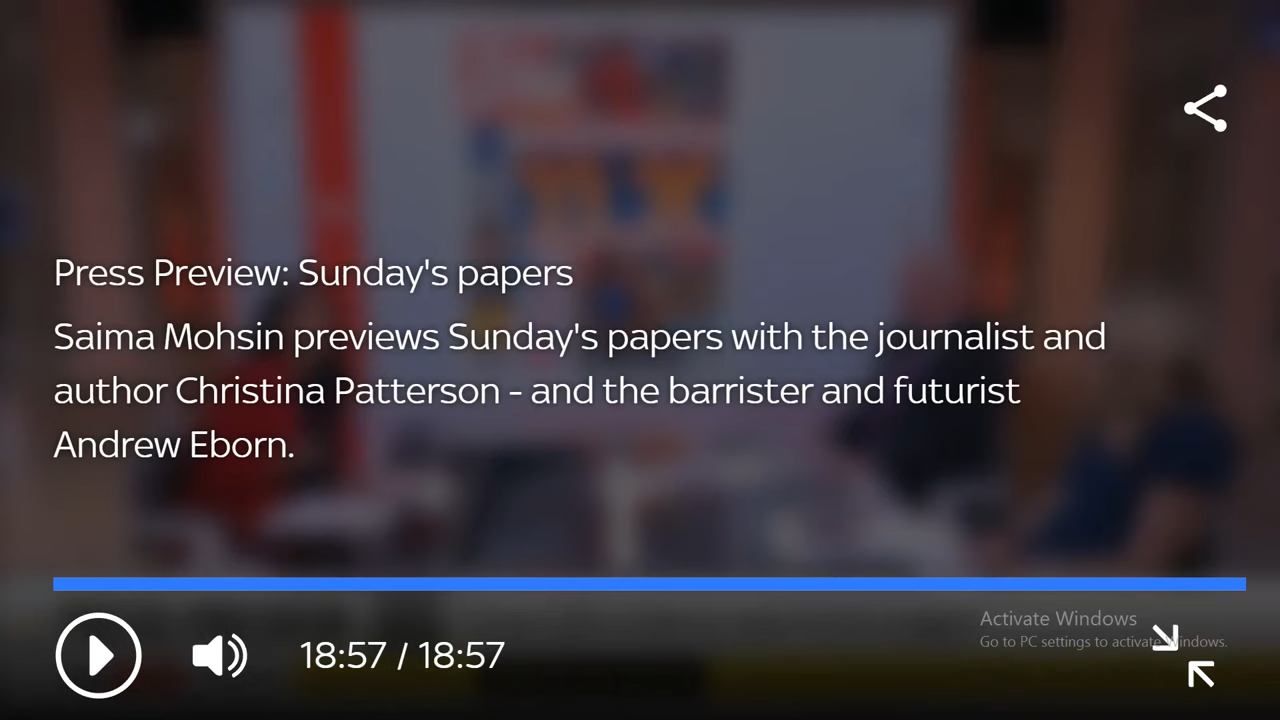 Press Preview: Sunday's papers
Saima Mohsin previews Sunday's papers with the journalist and
author Christina Patterson - and the barrister and futurist
Andrew Eborn.
Activate Windows
Go to PC settings to activate Windows.
18:57 / 18:57